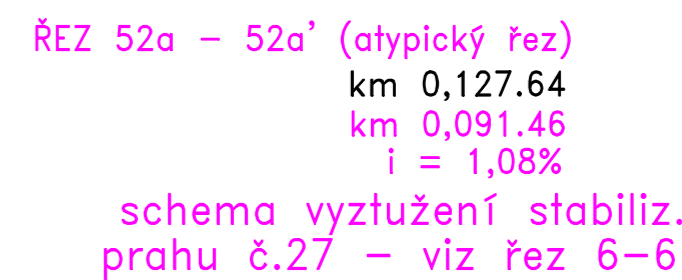 ŘEZ 52a - 52a' (atypický řez)
km 0,127.64
km 0,091.46
i = 1,08%
schema vyztužení stabiliz.
prahu č.27 - viz řez 6-6